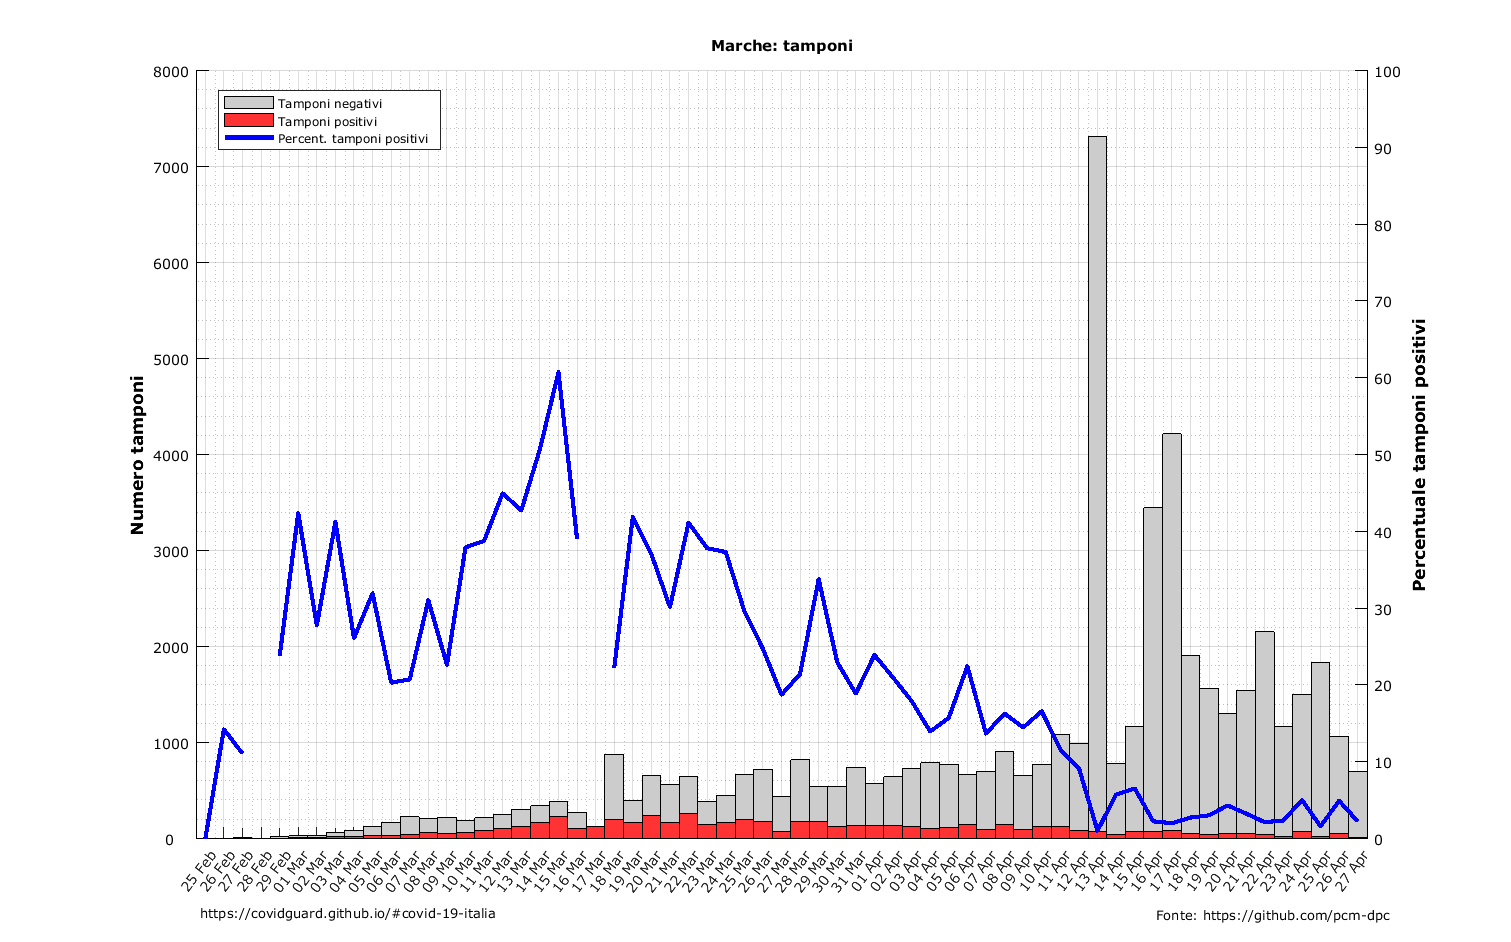 Marche: tamponi
Tamponi negativi
Tamponi positivi
Percent. tamponi positivi
Numero tamponi
8000
7000
6000
5000
4000
3000
2000
1000
0
Percentuale tamponi positivi
100
90
80
70
60
50
40
30
20
10
0
25 Feb
26 Feb
27 Feb
28 Feb
29 Feb
01 Mar
02 Mar
03 Mar
04 Mar
05 Mar
06 Mar
07 Mar
08 Mar
09 Mar
10 Mar
11 Mar
12 Mar
13 Mar
14 Mar
15 Mar
16 Mar
17 Mar
18 Mar
19 Mar
20 Mar
21 Mar
22 Mar
23 Mar
24 Mar
25 Mar
26 Mar
27 Mar
28 Mar
29 Mar
30 Mar
31 Mar
01 Apr
02 Apr
03 Apr
04 Apr
05 Apr
06 Apr
07 Apr
08 Apr
09 Apr
10 Apr
11 Apr
12 Apr
13 Apr
14 Apr
15 Apr
16 Apr
17 Apr
18 Apr
19 Apr
20 Apr
21 Apr
22 Apr
23 Apr
24 Apr
25 Apr
26 Apr
27 Apr
https://covidguard.github.io/#covid-19-italia
Fonte: https://github.com/pcm-dpc